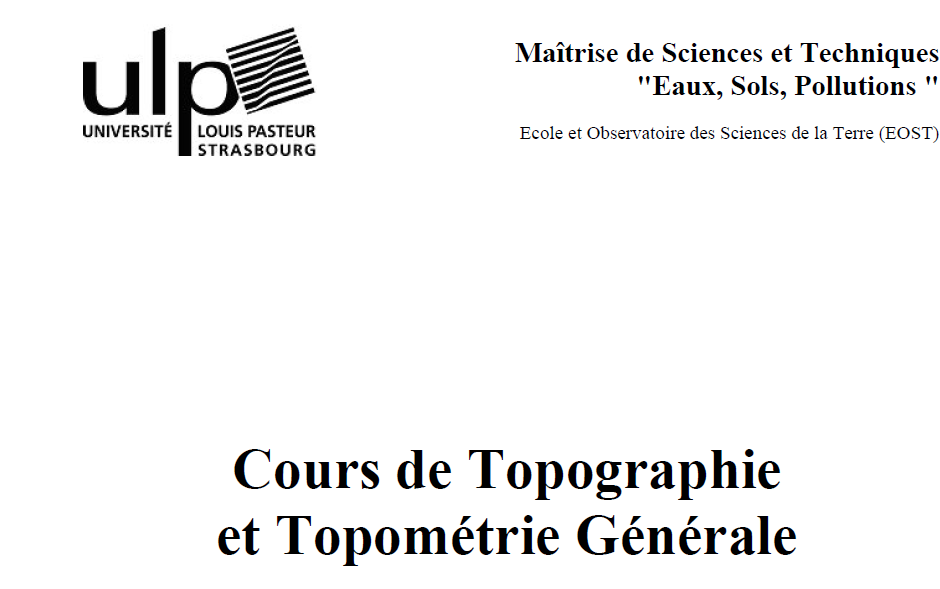 ulp
UNIVERSITÉ LOUIS PASTEUR
STRASBOURG
Maîtrise de Sciences et Techniques
"Eaux, Sols, Pollutions "
Ecole et Observatoire des Sciences de la Terre (EOST)
Cours de Topographie
et Topométrie Générale